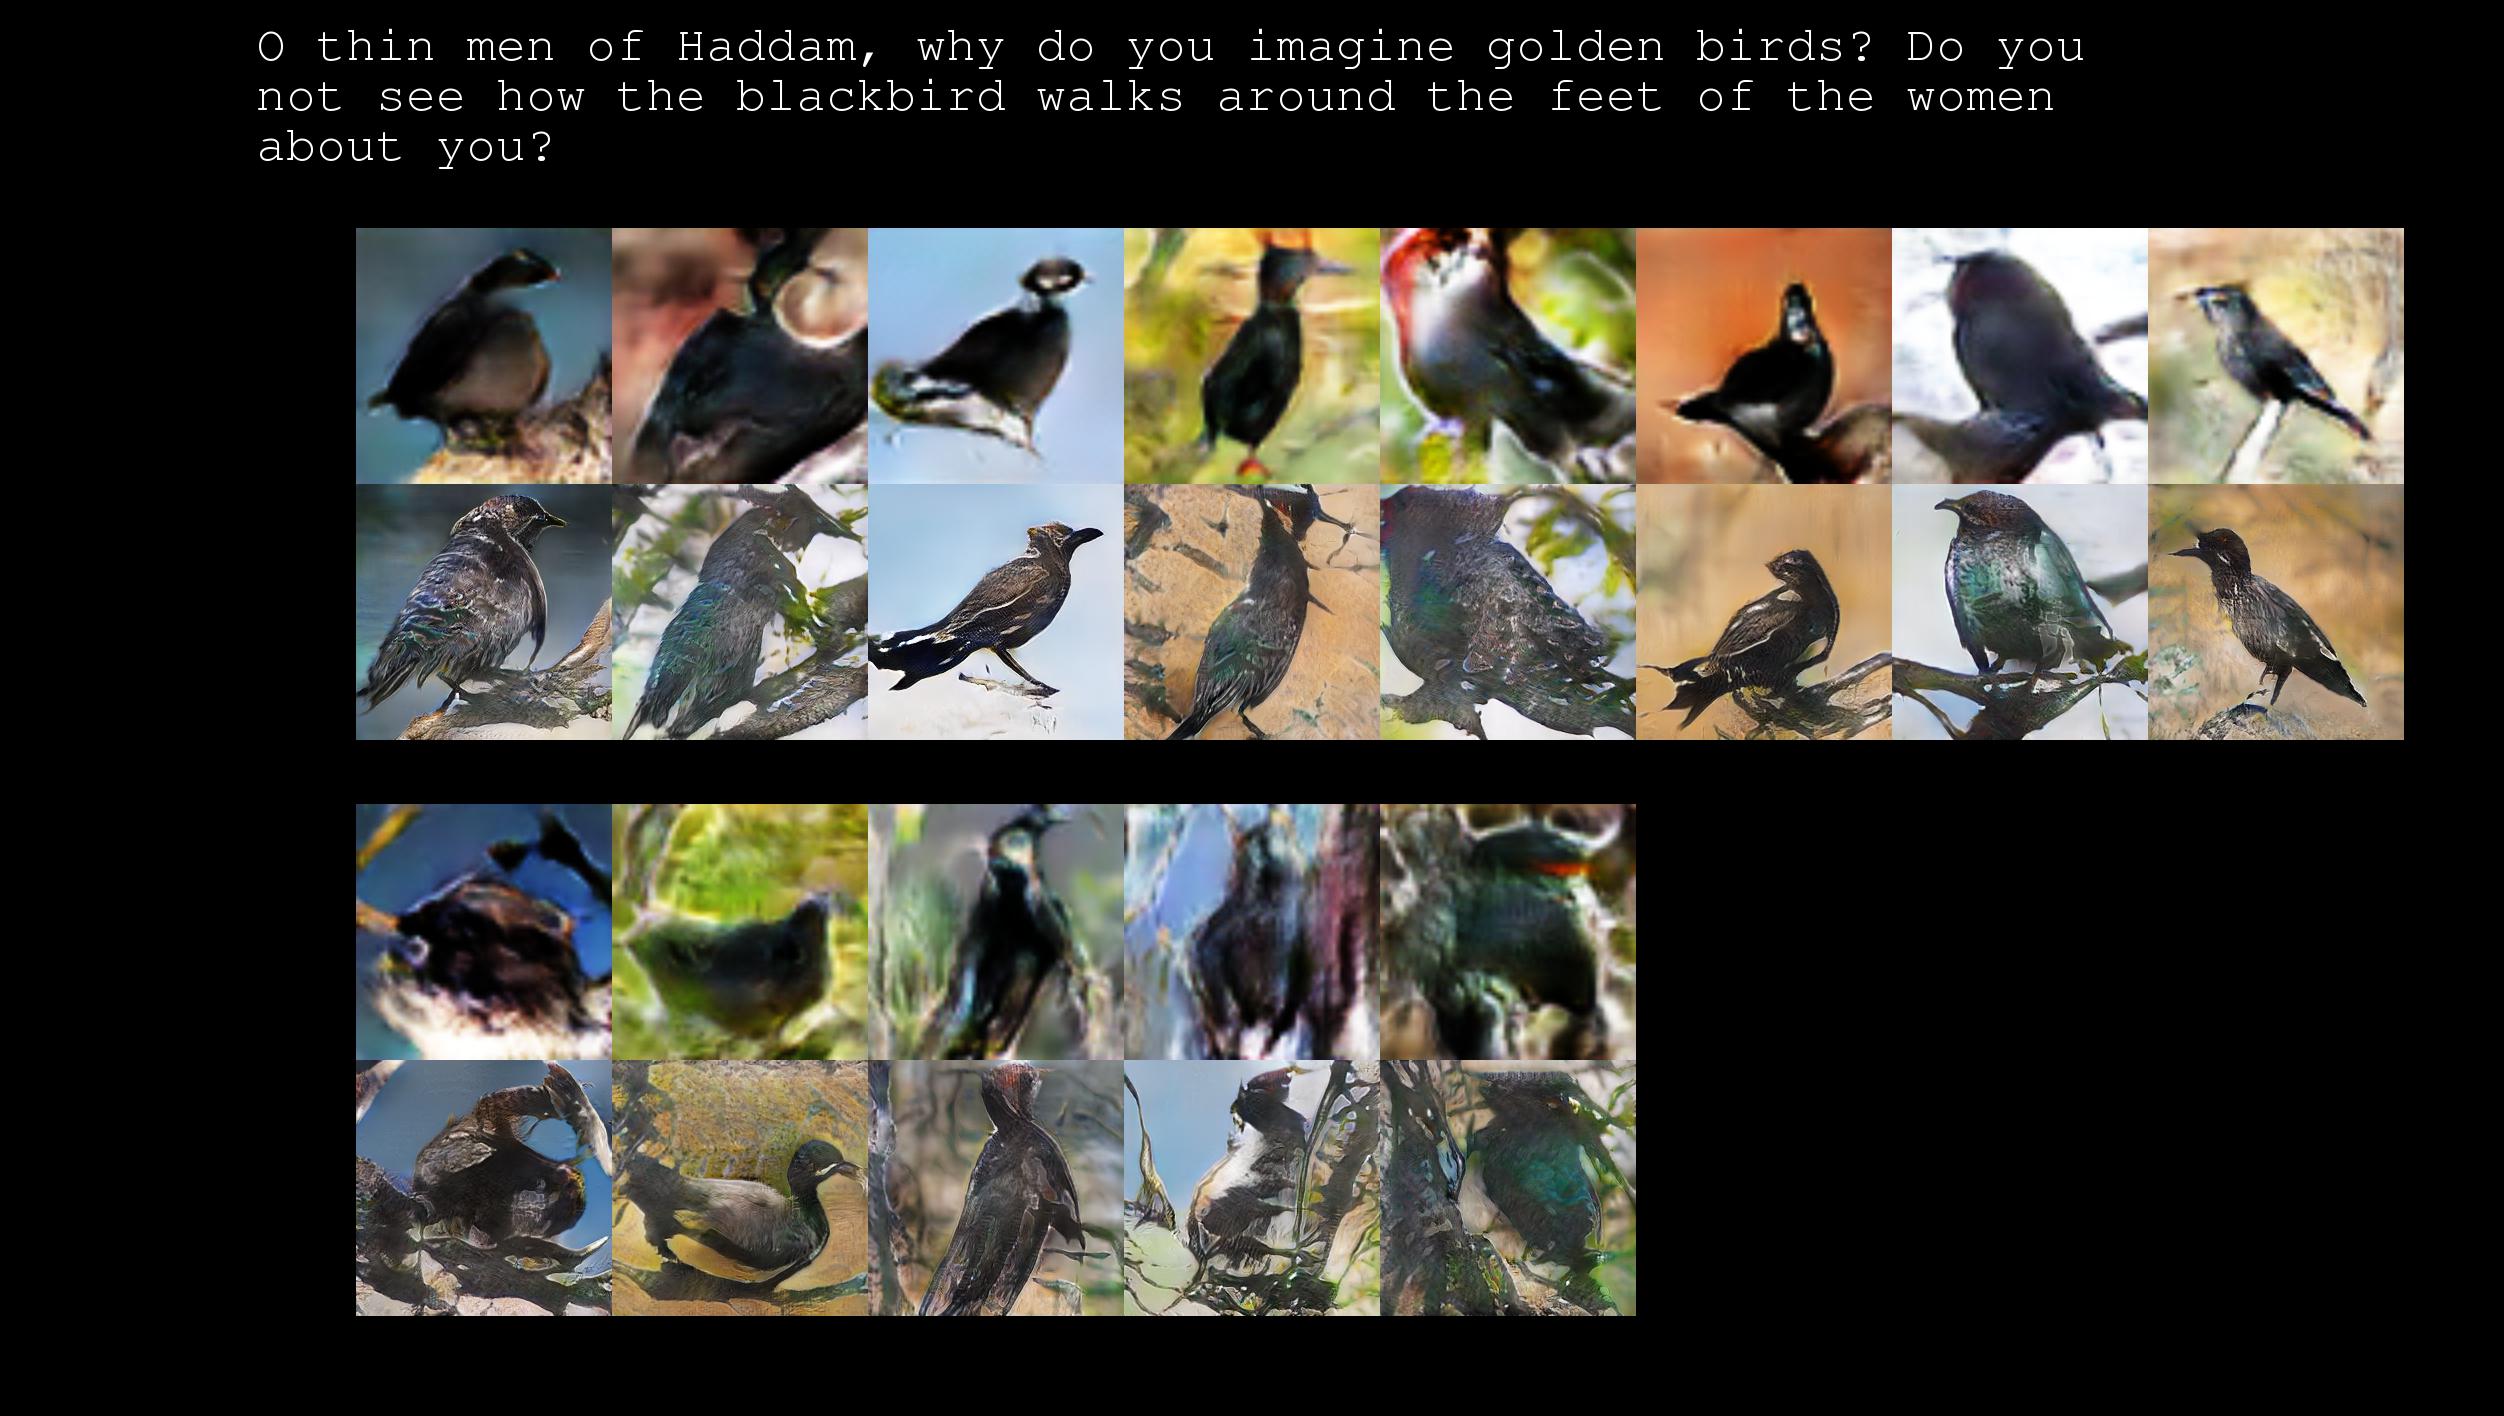 O thin men of Haddam, why do you imagine golden birds? Do you
not see how the blackbird walks around the feet of the women
about you?